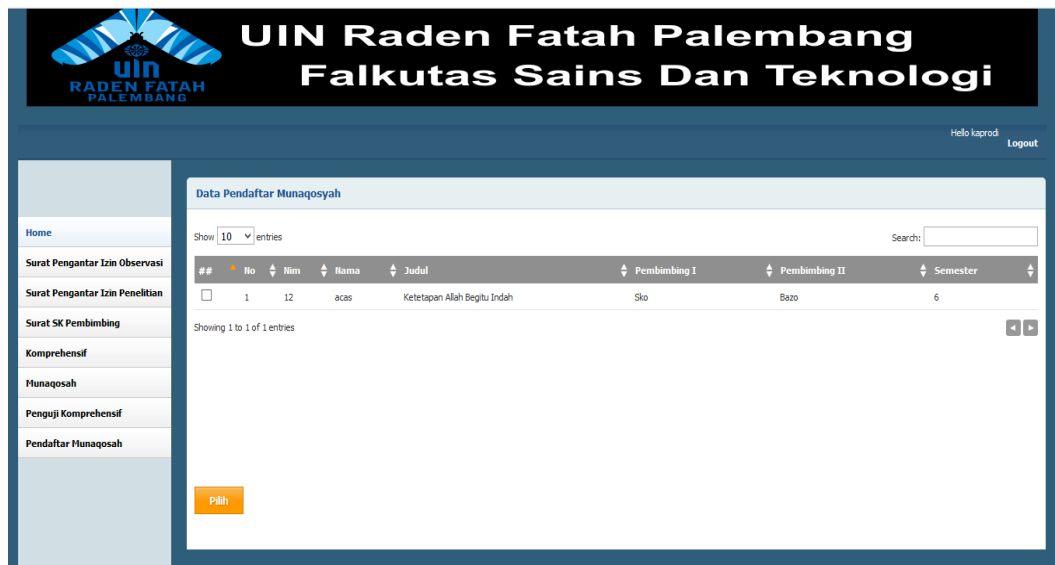 uin
RADEN FATAH
PALEMBANG
UIN Raden Fatah Palembang
Falkutas Sains Dan Teknologi
Hello kaprodi
Logout
Home
Surat Pengantar Izin Observasi
Surat Pengantar Izin Penelitian
Surat SK Pembimbing
Komprehensif
Munaqosah
Penguji Komprehensif
Pendaftar Munaqosah
Data Pendaftar Munaqosyah
Show 10 entries
Search:
## No Nim Nama Judul Pembimbing I Pembimbing II Semester
1 12 acas Ketetapan Allah Begitu Indah Sko Bazo 6
Showing 1 to 1 of 1 entries
Pilih